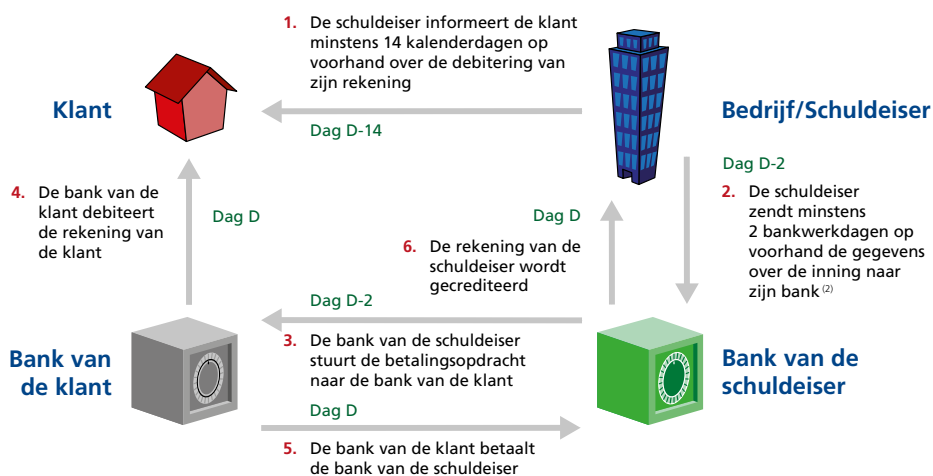 1. De schuldeiser informeert de klant
minstens 14 kalenderdagen op
voorhand over de debitering van
zijn rekening
Klant
Bedrijf/Schuldeiser
Dag D-14
Dag D-2
2. De schuldeiser
zendt minstens
2 bankwerkdagen op
voorhand de gegevens
over de inning naar
zijn bank (2)
4. De bank van de
klant debiteert
de rekening van
de klant
Dag D
Dag D
6. De rekening van de
schuldeiser wordt
gecrediteerd
Dag D-2
3. De bank van de schuldeiser
stuurt de betalingsopdracht
naar de bank van de klant
Bank van
de klant
Bank van de
schuldeiser
Dag D
5. De bank van de klant betaalt
de bank van de schuldeiser